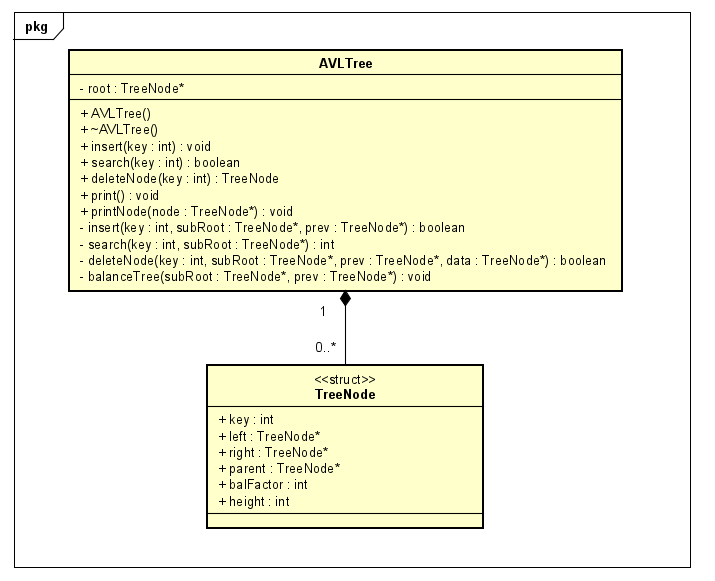 pkg
AVLTree
- root : TreeNode*
+ AVLTree()
+ ~AVLTree()
+ insert(key : int) : void
+ search(key : int) : boolean
+ deleteNode(key : int) : TreeNode
+ print() : void
+ printNode(node : TreeNode*) : void
- insert(key : int, subRoot : TreeNode*, prev : TreeNode*) : boolean
- search(key : int, subRoot : TreeNode*) : int
- deleteNode(key : int, subRoot : TreeNode*, prev : TreeNode*, data : TreeNode*) : boolean
- balanceTree(subRoot : TreeNode*, prev : TreeNode*) : void
1
0..*
<<struct>>
TreeNode
+ key : int
+ left : TreeNode*
+ right : TreeNode*
+ parent : TreeNode*
+ balFactor : int
+ height : int